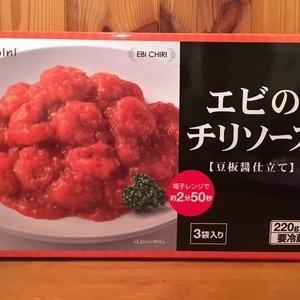 EBI CHIRI
エビの
チリソース
【豆板醤仕立て】
電子レンジで
約2分50秒
3袋入り
220g
要冷蔵